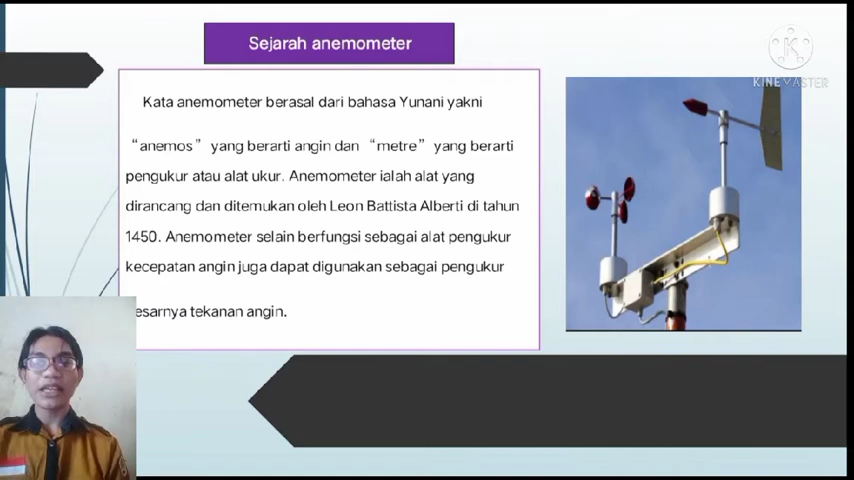 Sejarah anemometer
KINEMASTER
Kata anemometer berasal dari bahasa Yunani yakni
“anemos” yang berarti angin dan “metre” yang berarti
pengukur atau alat ukur. Anemometer ialah alat yang
dirancang dan ditemukan oleh Leon Battista Alberti di tahun
1450. Anemometer selain berfungsi sebagai alat pengukur
kecepatan angin juga dapat digunakan sebagai pengukur
esarnya tekanan angin.